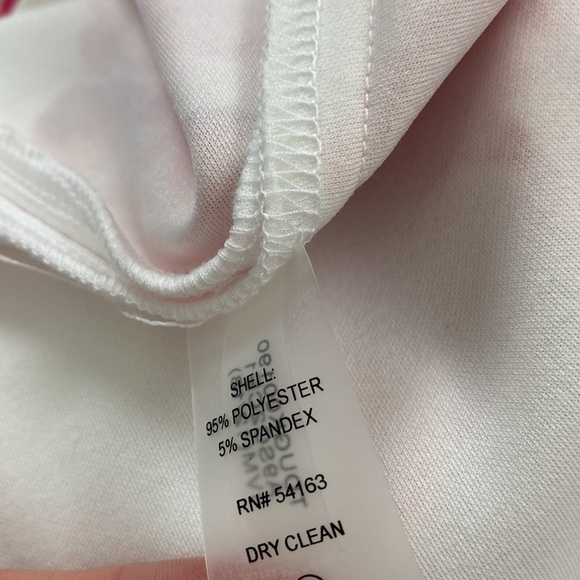 SHELL:
95% POLYESTER
5% SPANDEX
RN# 54163
DRY CLEAN